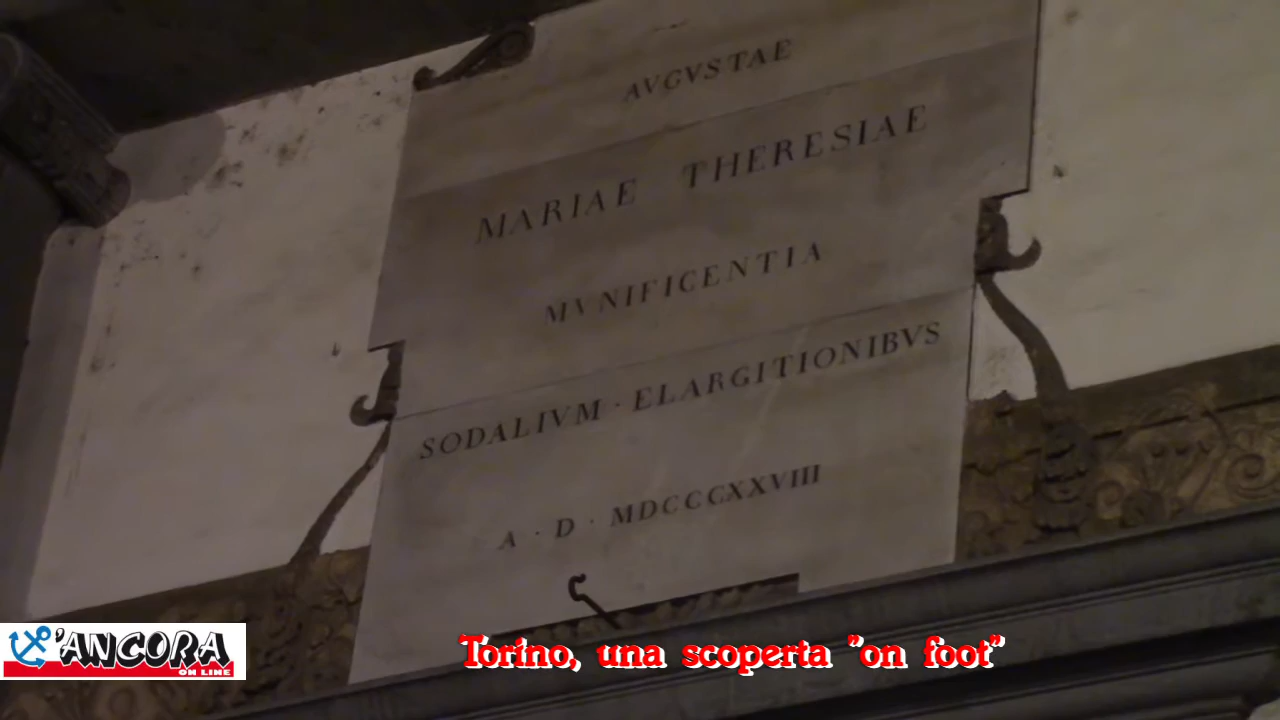 AVGVSTAE
MARIAE THERESIAE
MVNIFICENTIA
SODALIVM · ELARGITIONIBVS
A · D · MDCCCXXVIII
'ANCORA
ON LINE
Torino, una scoperta "on foot"